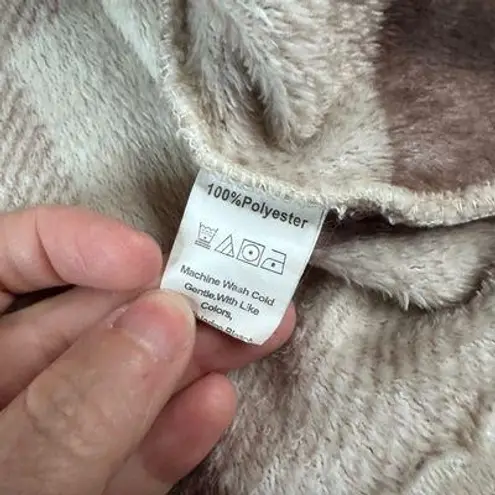 100%Polyester
Machine Wash Cold
Gentle,With Like
Colors,